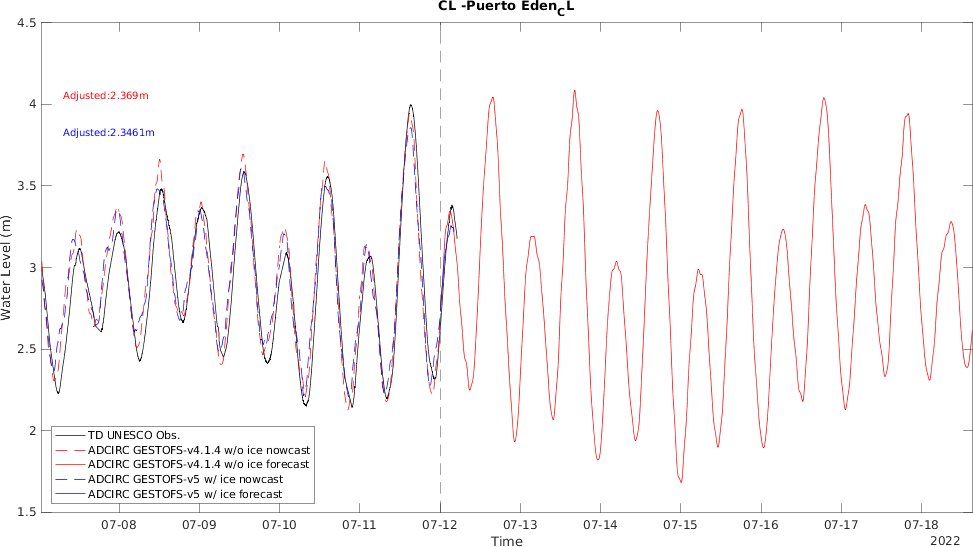 CL -Puerto Eden_CL
4.5
4
3.5
3
2.5
2
1.5
Water Level (m)
Adjusted:2.369m
Adjusted:2.3461m
TD UNESCO Obs.
ADCIRC GESTOFS-v4.1.4 w/o ice nowcast
ADCIRC GESTOFS-v4.1.4 w/o ice forecast
ADCIRC GESTOFS-v5 w/ ice nowcast
ADCIRC GESTOFS-v5 w/ ice forecast
07-08 07-09 07-10 07-11 07-12 07-13 07-14 07-15 07-16 07-17 07-18
Time
2022